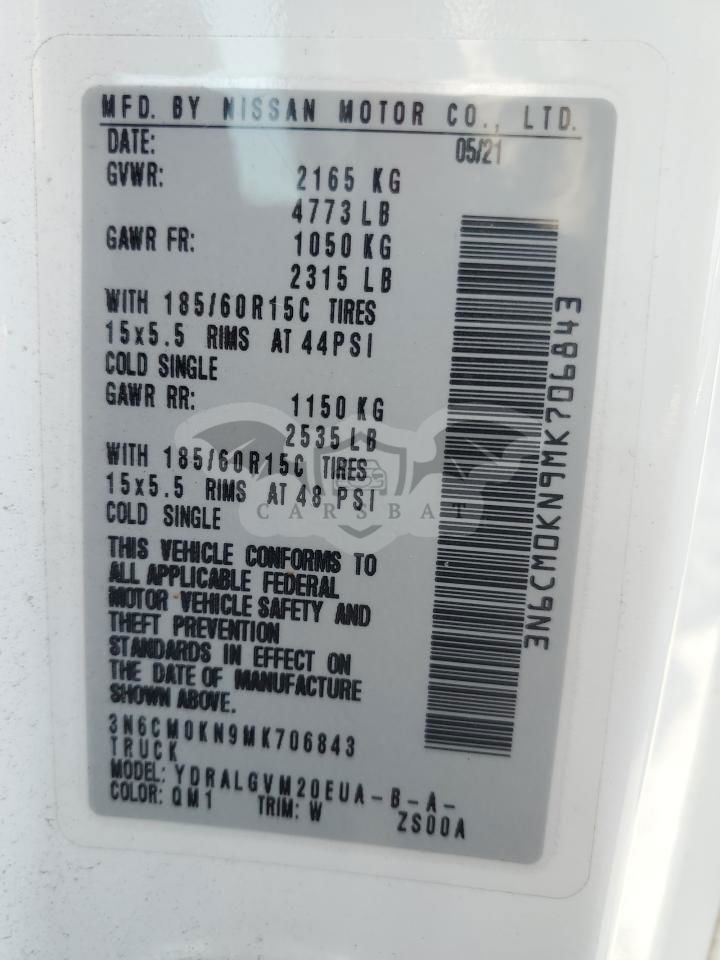 MFD. BY NISSAN MOTOR CO., LTD.
DATE: 05/21
GVWR: 2165 KG
4773 LB
GAWR FR: 1050 KG
2315 LB
WITH 185/60R15C TIRES
15x5.5 RIMS AT 44PSI
COLD SINGLE
GAWR RR: 1150 KG
2535 LB
WITH 185/60R15C TIRES
15x5.5 RIMS AT 48 PSI
COLD SINGLE
THIS VEHICLE CONFORMS TO
ALL APPLICABLE FEDERAL
MOTOR VEHICLE SAFETY AND
THEFT PREVENTION
STANDARDS IN EFFECT ON
THE DATE OF MANUFACTURE
SHOWN ABOVE.
3N6CM0KN9MK706843
TRUCK
MODEL: YDRALGVM20EUA-B-A-
COLOR: QM1 TRIM: W ZS00A
3N6CM0KN9MK706843
CARSBAT